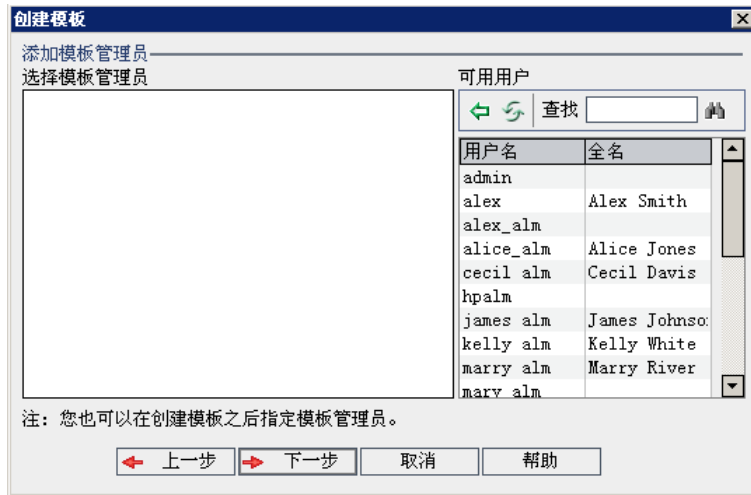 创建模板
添加模板管理员
选择模板管理员
可用用户
查找
用户名 全名
admin
alex Alex Smith
alex_alm
alice_alm Alice Jones
cecil alm Cecil Davis
hpalm
james alm James Johnso
kelly alm Kelly White
marry alm Marry River
mary alm
注：您也可以在创建模板之后指定模板管理员。
上一步 下一步 取消 帮助